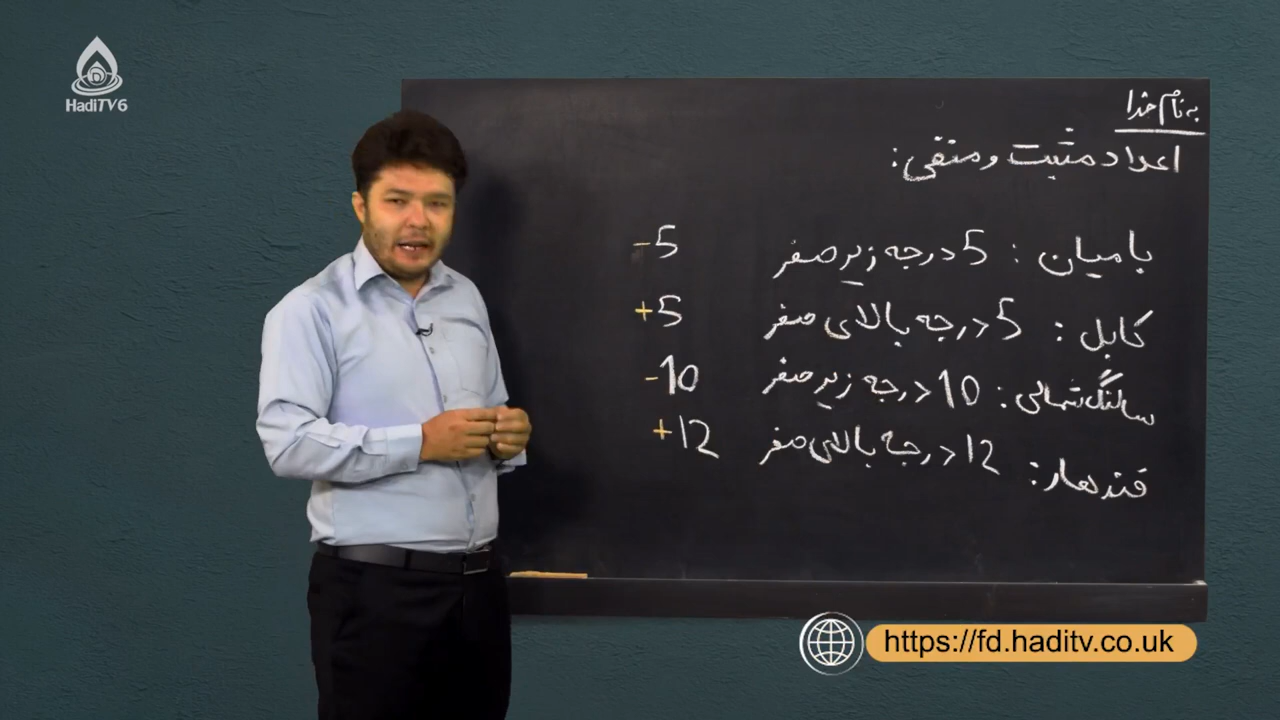 HadiTV6
به نام خدا
اعداد مثبت و منفی:
بامیان: 5 درجه زیر صفر -5
کابل: 5 درجه بالای صفر +5
سالنگ شمالی: 10 درجه زیر صفر -10
قندهار: 12 درجه بالای صفر +12
https://fd.haditv.co.uk